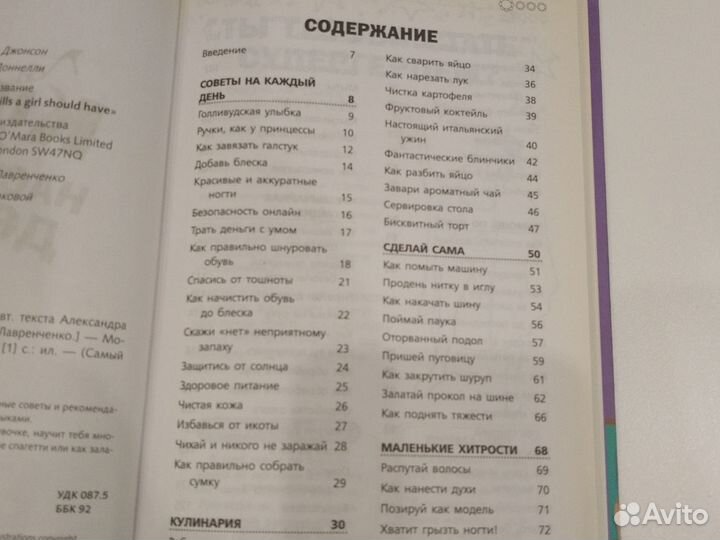 Джонсон
Доннелли
звание
ills a girl should have»
издательства
O'Mara Books Limited
ondon SW47NQ
Лавренченко
ковой
вт. текста Александра
Лавренченко.] — Мо-
[1] с.: ил. — (Самый
ные советы и рекоменда-
ыками.
вочке, научит тебя мно-
е спагетти или как зала-
УДК 087.5
ББК 92
ustrations copyright
СОДЕРЖАНИЕ
Введение 7
СОВЕТЫ НА КАЖДЫЙ
ДЕНЬ 8
Голливудская улыбка 9
Ручки, как у принцессы 10
Как завязать галстук 12
Добавь блеска 14
Красивые и аккуратные
ногти 15
Безопасность онлайн 16
Трать деньги с умом 17
Как правильно шнуровать
обувь 18
Спасись от тошноты 21
Как начистить обувь
до блеска 22
Скажи «нет» неприятному
запаху 23
Защитись от солнца 24
Здоровое питание 25
Чистая кожа 26
Избавься от икоты 27
Чихай и никого не заражай 28
Как правильно собрать
сумку 29
КУЛИНАРИЯ 30
Как сварить яйцо 34
Как нарезать лук 36
Чистка картофеля 38
Фруктовый коктейль 39
Настоящий итальянский
ужин 40
Фантастические блинчики 42
Как разбить яйцо 44
Завари ароматный чай 45
Сервировка стола 46
Бисквитный торт 47
СДЕЛАЙ САМА 50
Как помыть машину 51
Продень нитку в иглу 53
Как накачать шину 54
Поймай паука 56
Оторванный подол 57
Пришей пуговицу 59
Как закрутить шуруп 61
Залатай прокол на шине 62
Как поднять тяжести 66
МАЛЕНЬКИЕ ХИТРОСТИ 68
Распутай волосы 69
Как нанести духи 70
Позируй как модель 71
Хватит грызть ногти! 72
Avito